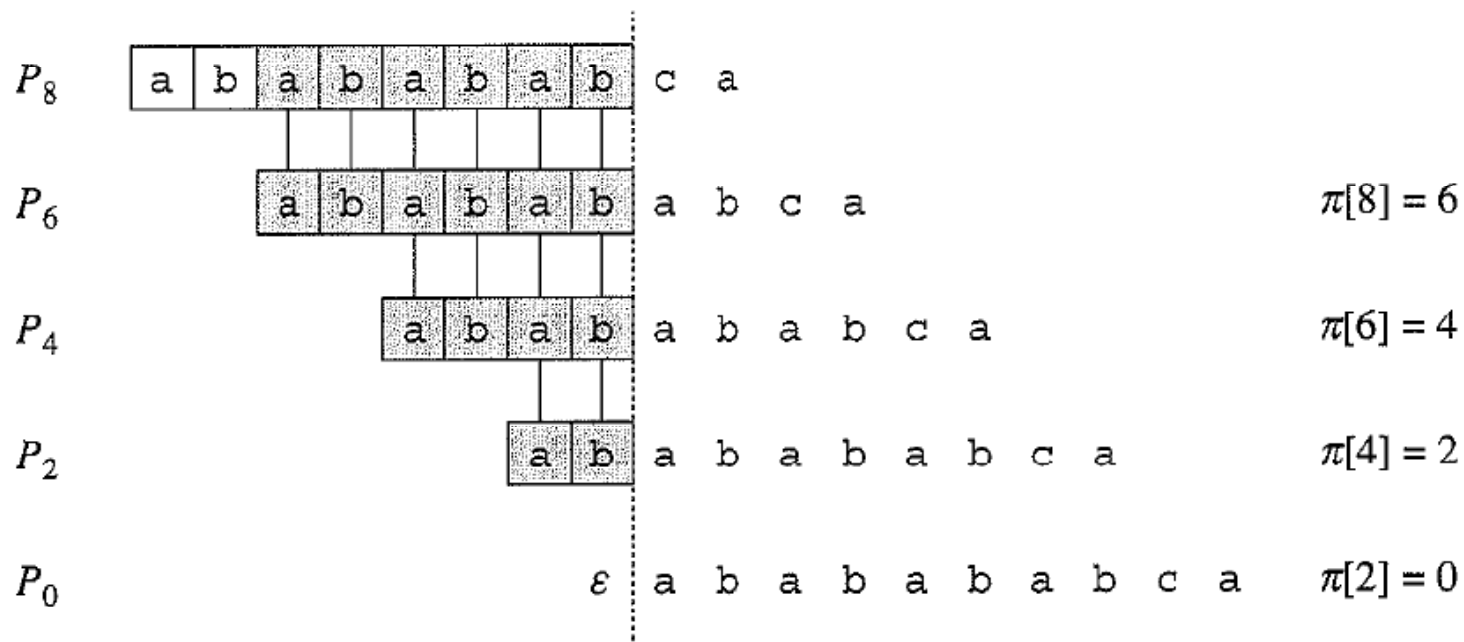 P₈ a b a b a b a b c a
P₆ a b a b a b a b c a π[8] = 6
P₄ a b a b a b a b c a π[6] = 4
P₂ a b a b a b a b c a π[4] = 2
P₀ ε a b a b a b a b c a π[2] = 0